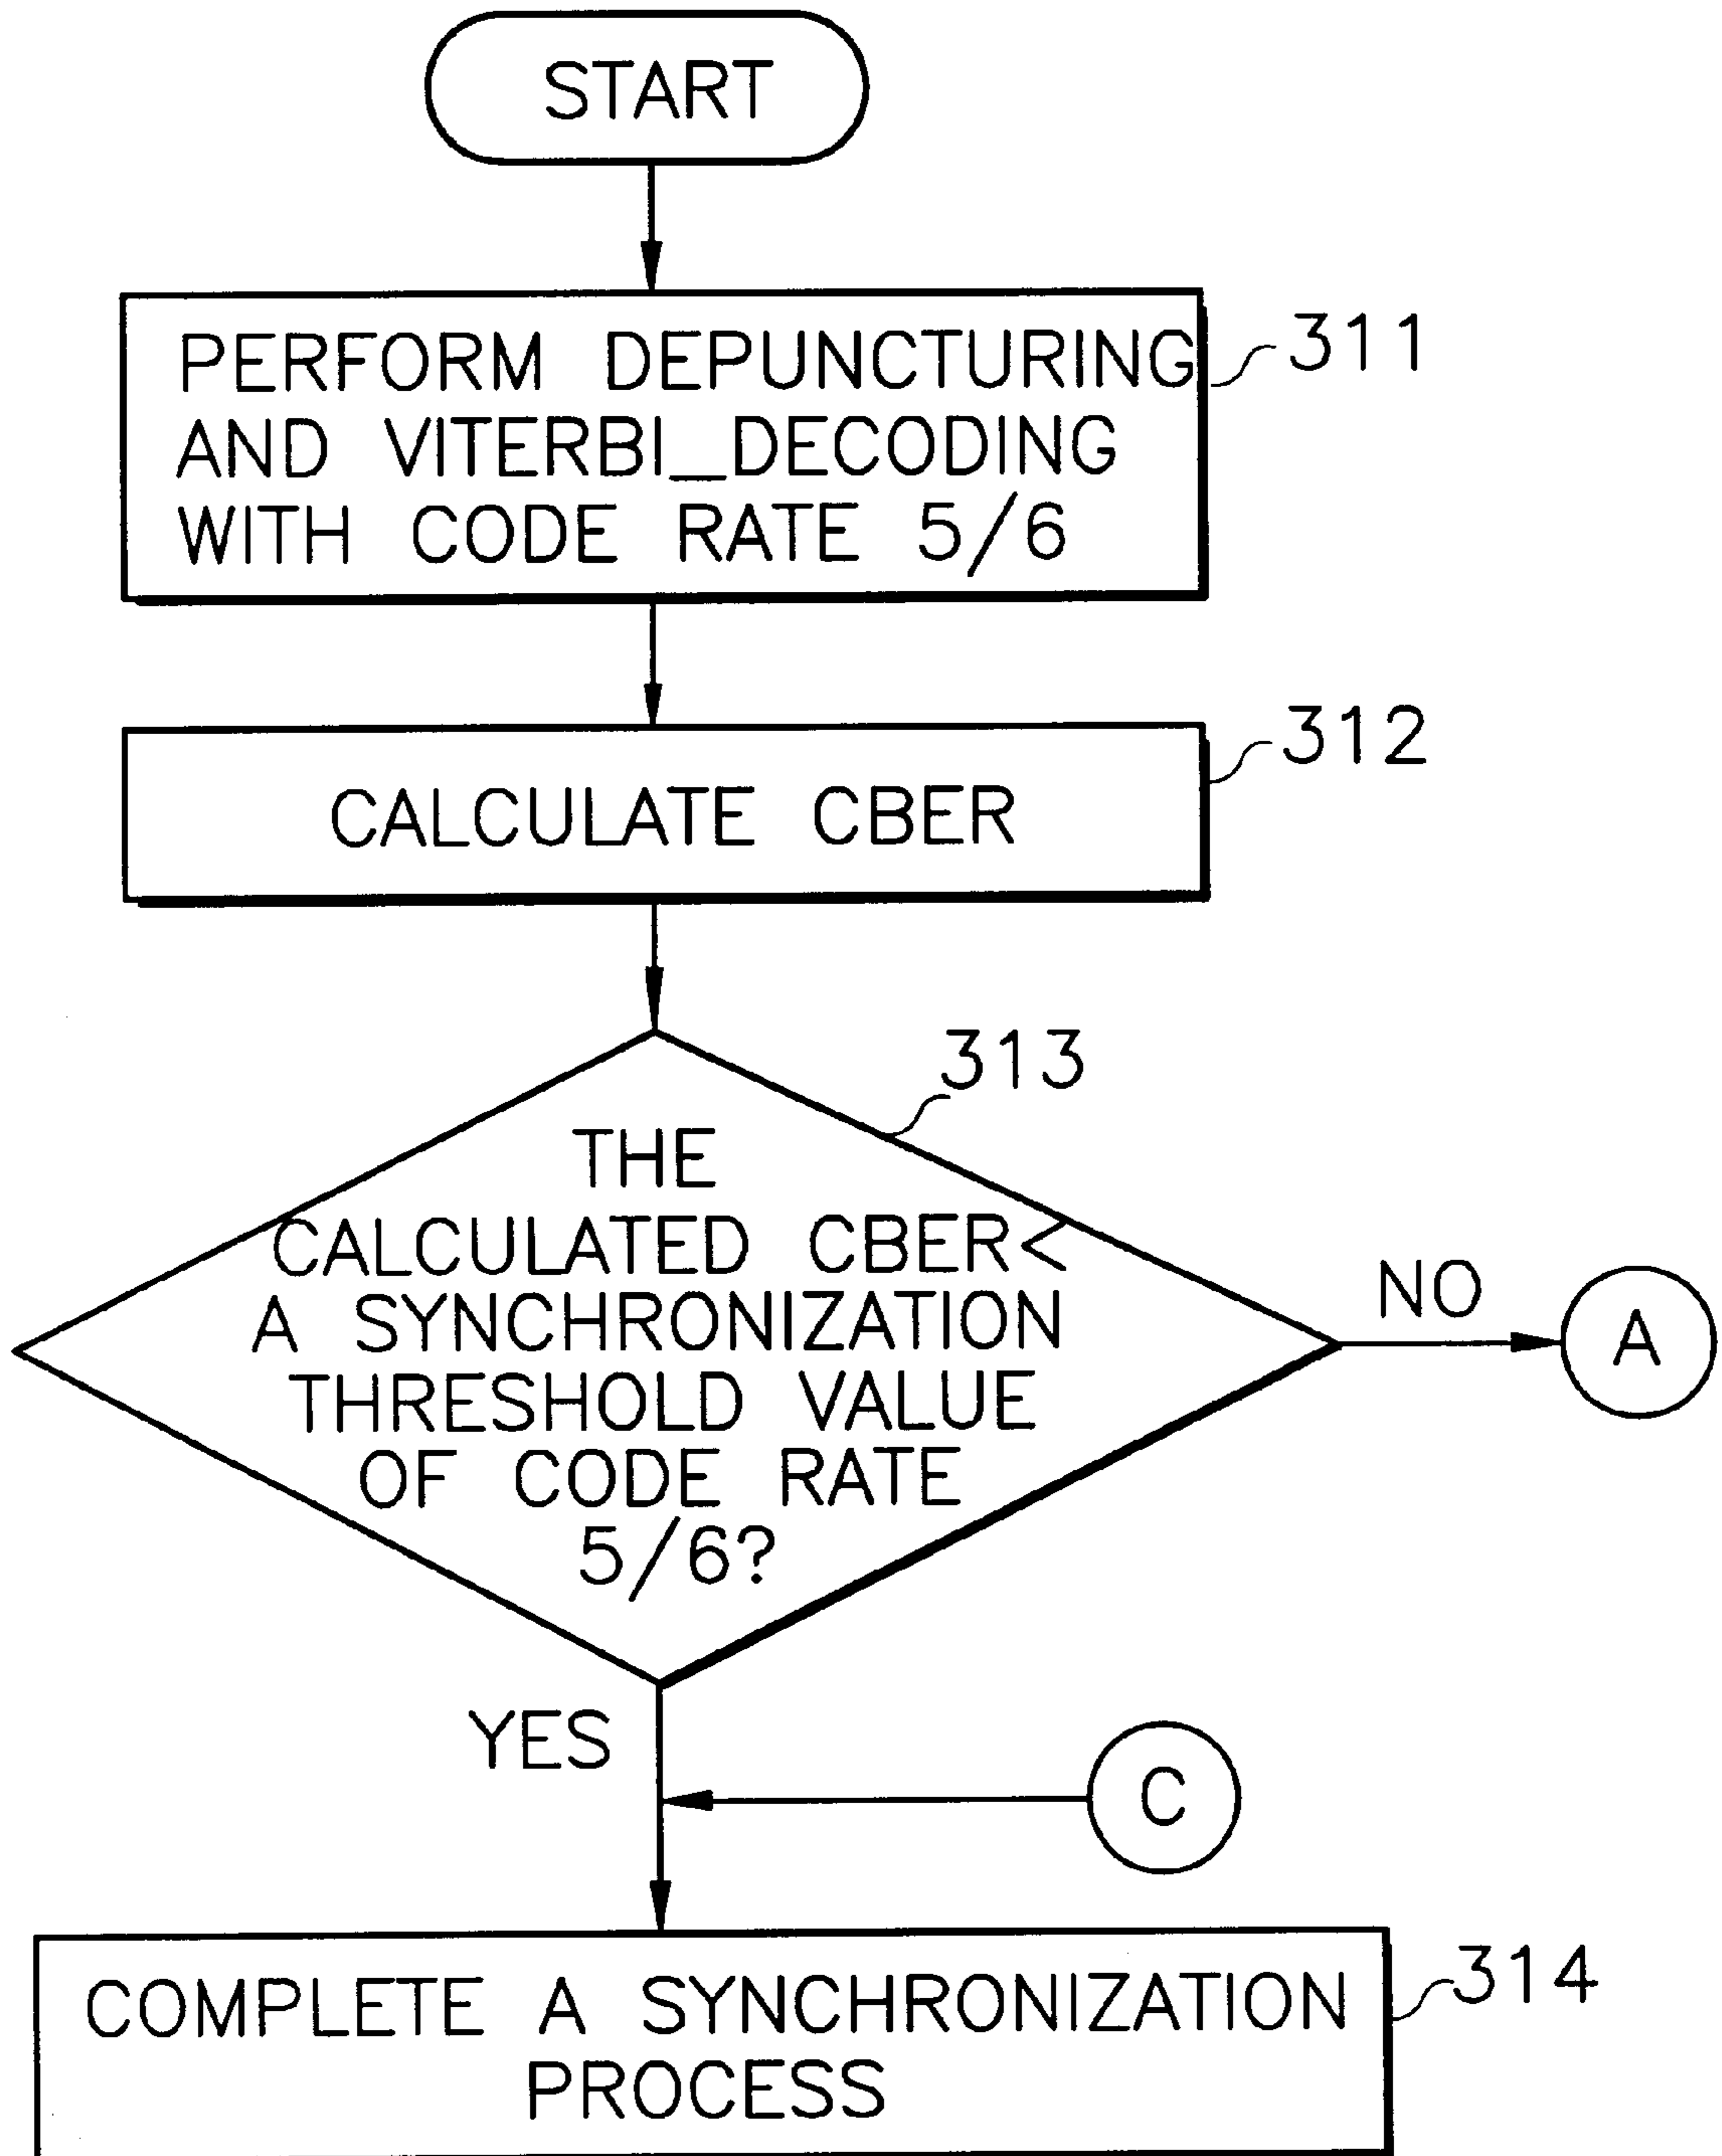 START
PERFORM DEPUNCTURING
311
AND VITERBI_DECODING
WITH CODE RATE 5/6
312
CALCULATE CBER
313
THE
CALCULATED CBER<
A SYNCHRONIZATION
NO
A
THRESHOLD VALUE
OF CODE RATE
5/6?
YES
C
COMPLETE A SYNCHRONIZATION
314
PROCESS